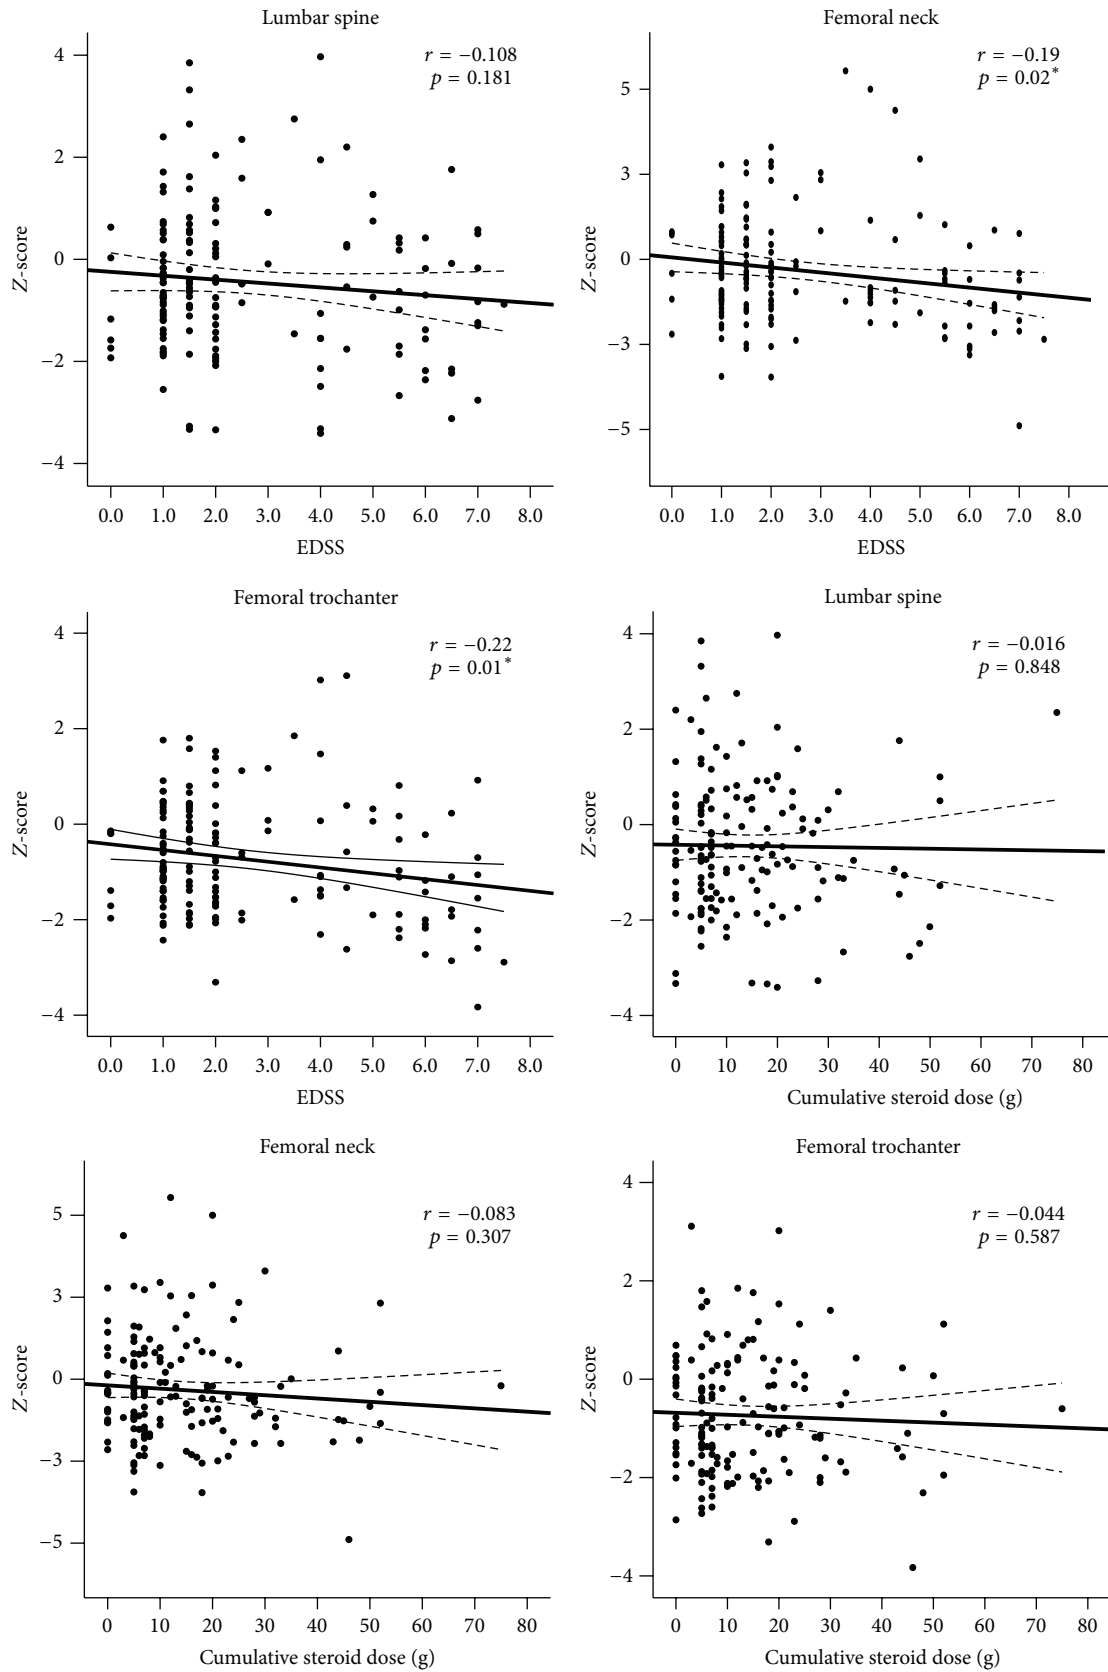 Lumbar spine
r = −0.108
p = 0.181
4
2
0
−2
−4
Z-score
0.0 1.0 2.0 3.0 4.0 5.0 6.0 7.0 8.0
EDSS
Femoral neck
r = −0.19
p = 0.02*
5
3
0
−3
−5
Z-score
0.0 1.0 2.0 3.0 4.0 5.0 6.0 7.0 8.0
EDSS
Femoral trochanter
r = −0.22
p = 0.01*
4
2
0
−2
−4
Z-score
0.0 1.0 2.0 3.0 4.0 5.0 6.0 7.0 8.0
EDSS
Lumbar spine
r = −0.016
p = 0.848
4
2
0
−2
−4
Z-score
0 10 20 30 40 50 60 70 80
Cumulative steroid dose (g)
Femoral neck
r = −0.083
p = 0.307
5
3
0
−3
−5
Z-score
0 10 20 30 40 50 60 70 80
Cumulative steroid dose (g)
Femoral trochanter
r = −0.044
p = 0.587
4
2
0
−2
−4
Z-score
0 10 20 30 40 50 60 70 80
Cumulative steroid dose (g)